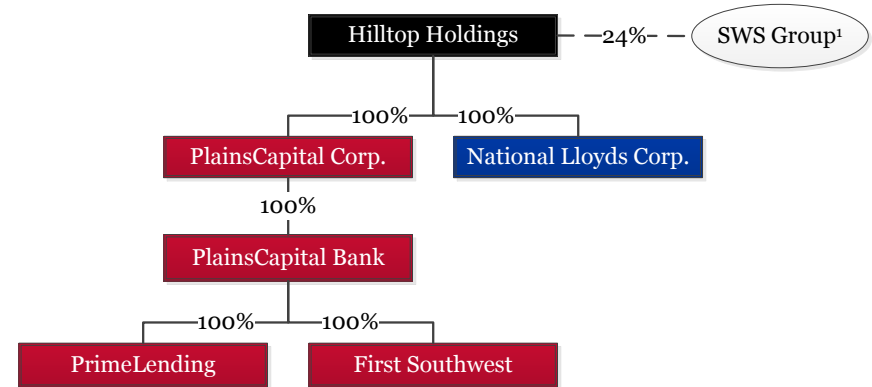 Hilltop Holdings
24%
SWS Group¹
100%
100%
PlainsCapital Corp.
National Lloyds Corp.
100%
PlainsCapital Bank
100%
100%
PrimeLending
First Southwest